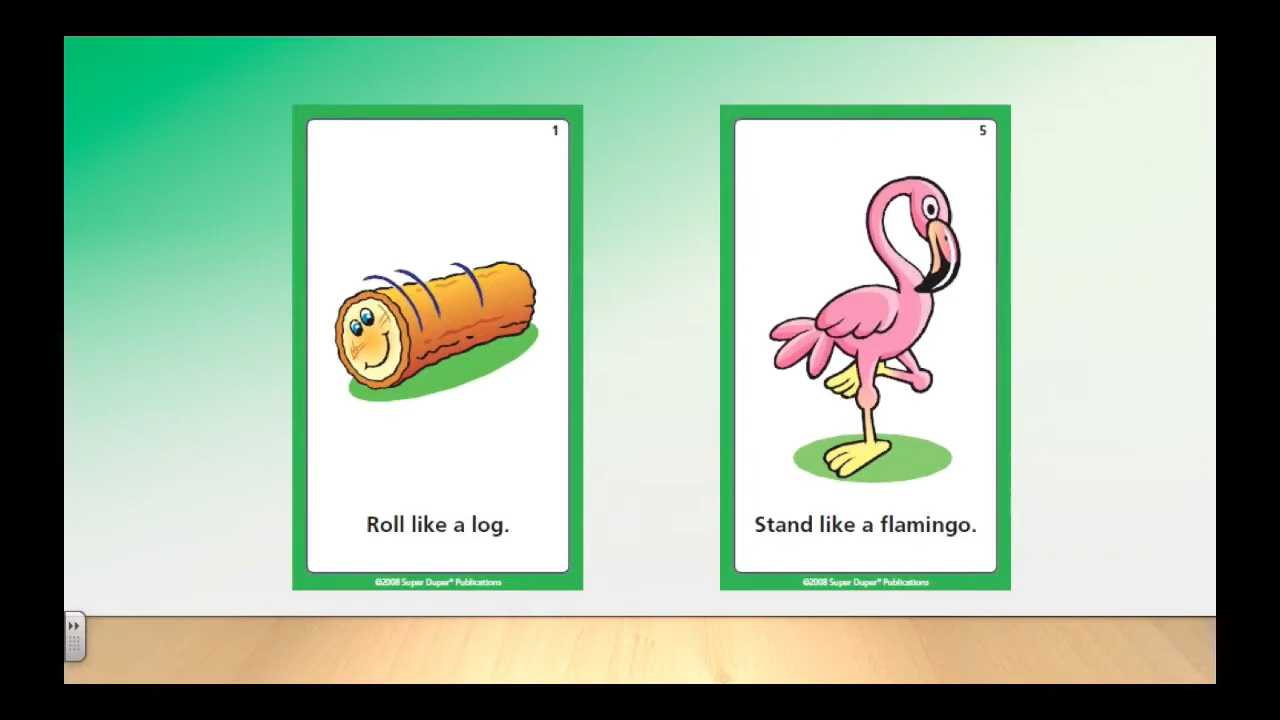 1
Roll like a log.
©2008 Super Duper® Publications
5
Stand like a flamingo.
©2008 Super Duper® Publications